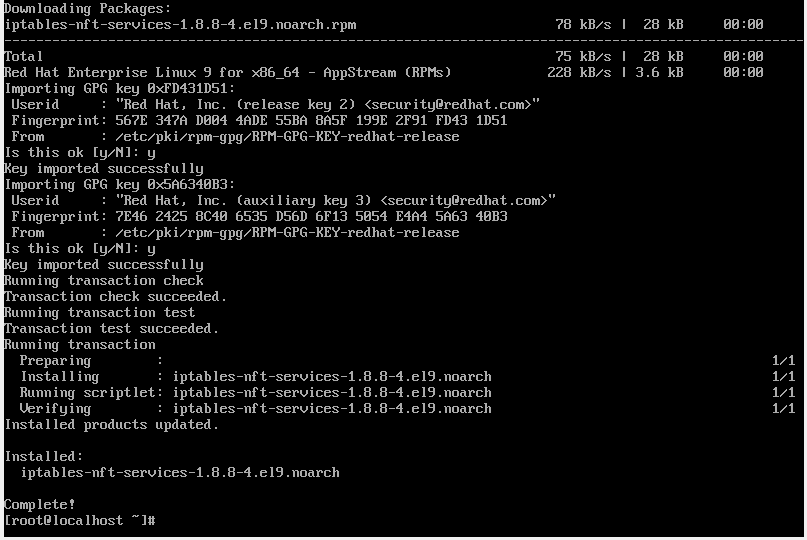 Downloading Packages:
iptables-nft-services-1.8.8-4.el9.noarch.rpm 78 kB/s | 28 kB 00:00
--------------------------------------------------------------------------------
Total 75 kB/s | 28 kB 00:00
Red Hat Enterprise Linux 9 for x86_64 - AppStream (RPMs) 228 kB/s | 3.6 kB 00:00
Importing GPG key 0xFD431D51:
Userid : "Red Hat, Inc. (release key 2) <security@redhat.com>"
Fingerprint: 567E 347A D004 4ADE 55BA 8A5F 199E 2F91 FD43 1D51
From : /etc/pki/rpm-gpg/RPM-GPG-KEY-redhat-release
Is this ok [y/N]: y
Key imported successfully
Importing GPG key 0x5A6340B3:
Userid : "Red Hat, Inc. (auxiliary key 3) <security@redhat.com>"
Fingerprint: 7E46 2425 8C40 6535 D56D 6F13 5054 E4A4 5A63 40B3
From : /etc/pki/rpm-gpg/RPM-GPG-KEY-redhat-release
Is this ok [y/N]: y
Key imported successfully
Running transaction check
Transaction check succeeded.
Running transaction test
Transaction test succeeded.
Running transaction
Preparing : 1/1
Installing : iptables-nft-services-1.8.8-4.el9.noarch 1/1
Running scriptlet: iptables-nft-services-1.8.8-4.el9.noarch 1/1
Verifying : iptables-nft-services-1.8.8-4.el9.noarch 1/1
Installed products updated.
Installed:
iptables-nft-services-1.8.8-4.el9.noarch
Complete!
[root@localhost ~]#